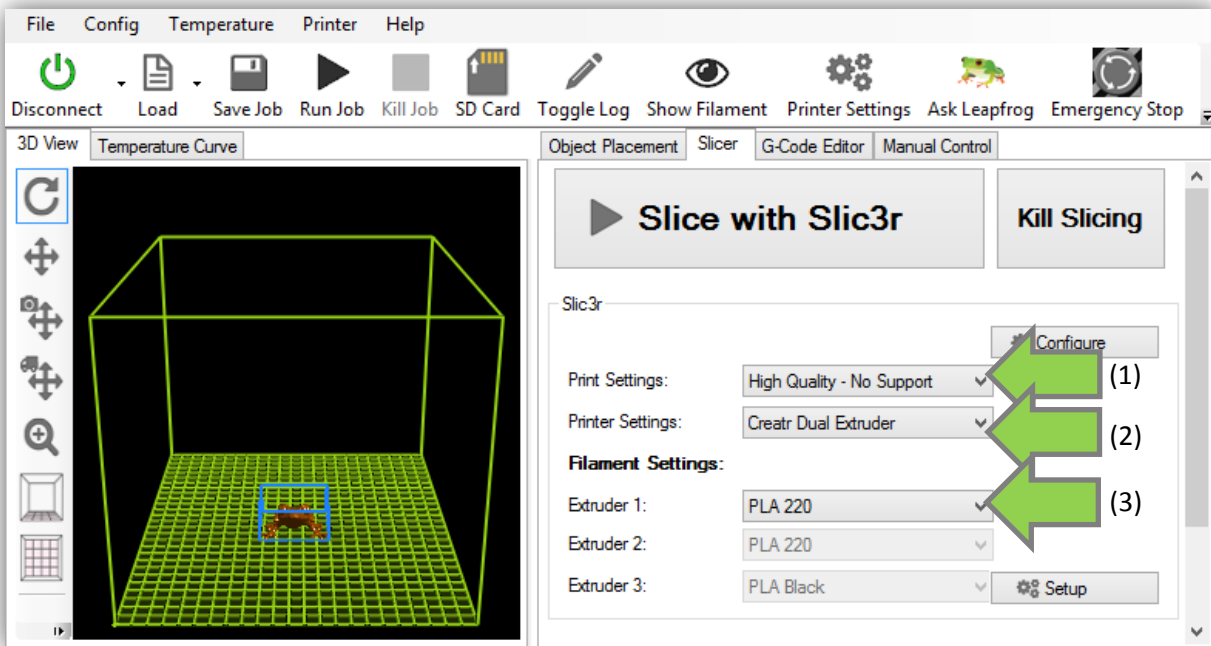 File Config Temperature Printer Help
Disconnect Load Save Job Run Job Kill Job SD Card Toggle Log Show Filament Printer Settings Ask Leapfrog Emergency Stop
3D View Temperature Curve
Object Placement Slicer G-Code Editor Manual Control
Slice with Slic3r
Kill Slicing
Slic3r
Configure
Print Settings: High Quality - No Support (1)
Printer Settings: Creatr Dual Extruder (2)
Filament Settings:
Extruder 1: PLA 220 (3)
Extruder 2: PLA 220
Extruder 3: PLA Black Setup